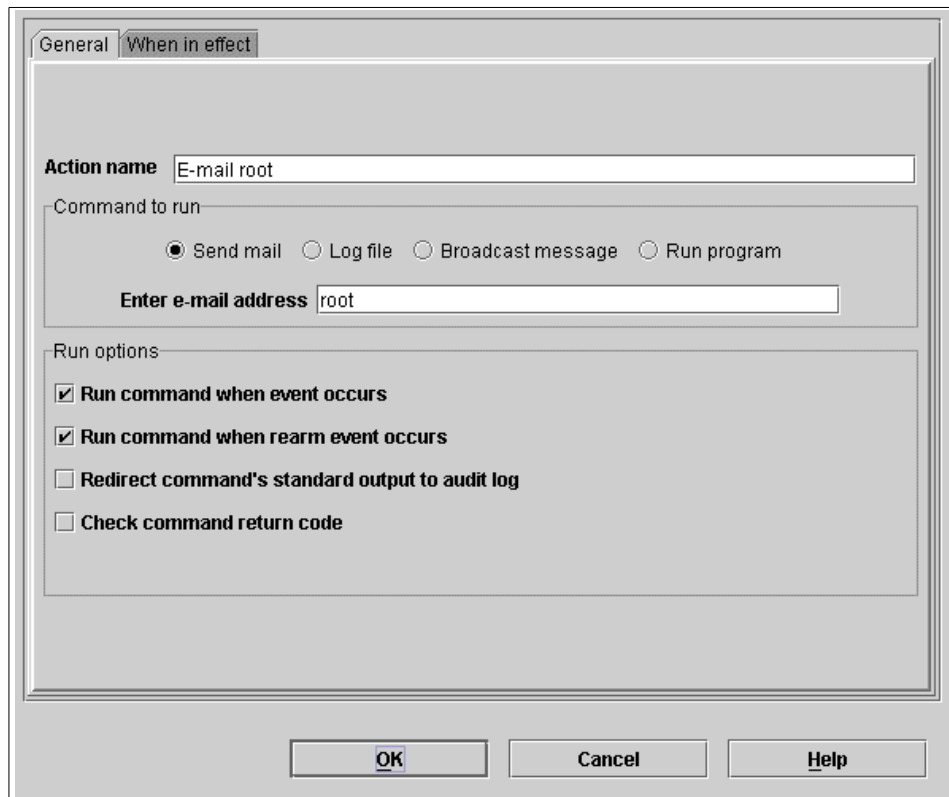 General When in effect
Action name E-mail root
Command to run
Send mail Log file Broadcast message Run program
Enter e-mail address root
Run options
Run command when event occurs
Run command when rearm event occurs
Redirect command's standard output to audit log
Check command return code
OK Cancel Help